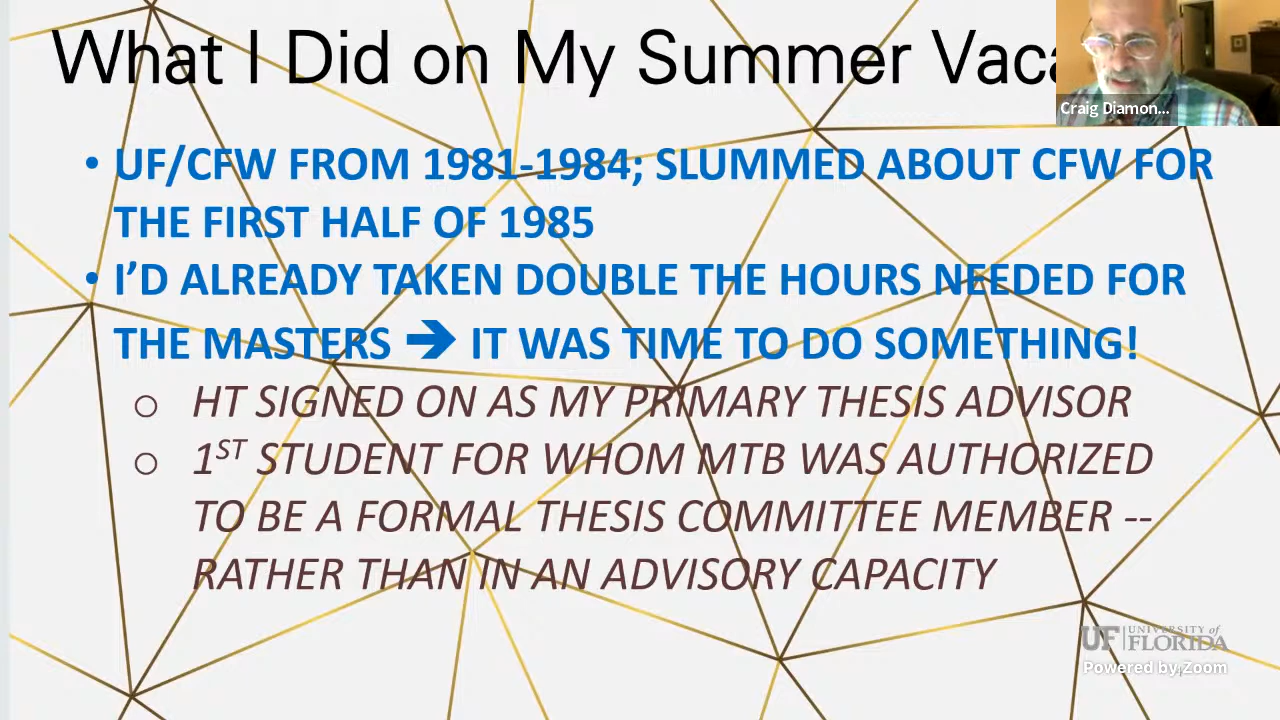 What I Did on My Summer Vaca
Craig Diamon...
• UF/CFW FROM 1981-1984; SLUMMED ABOUT CFW FOR
THE FIRST HALF OF 1985
• I’D ALREADY TAKEN DOUBLE THE HOURS NEEDED FOR
THE MASTERS ➔ IT WAS TIME TO DO SOMETHING!
o HT SIGNED ON AS MY PRIMARY THESIS ADVISOR
o 1ST STUDENT FOR WHOM MTB WAS AUTHORIZED
TO BE A FORMAL THESIS COMMITTEE MEMBER --
RATHER THAN IN AN ADVISORY CAPACITY
UF UNIVERSITY of
FLORIDA
Powered by Zoom